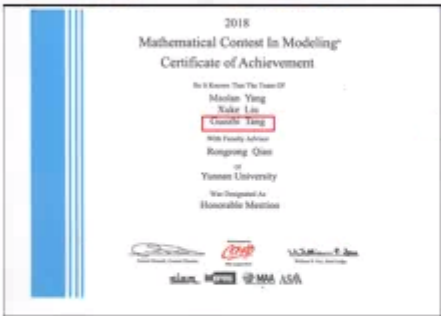 2018
Mathematical Contest In Modeling®
Certificate of Achievement
Be It Known That The Team Of
Maolan Yang
Xuke Liu
Tang
With Faculty Advisor
Rongrong Qian
of
Yunnan University
Was Designated As
Honorable Mention
siam. MAA ASA